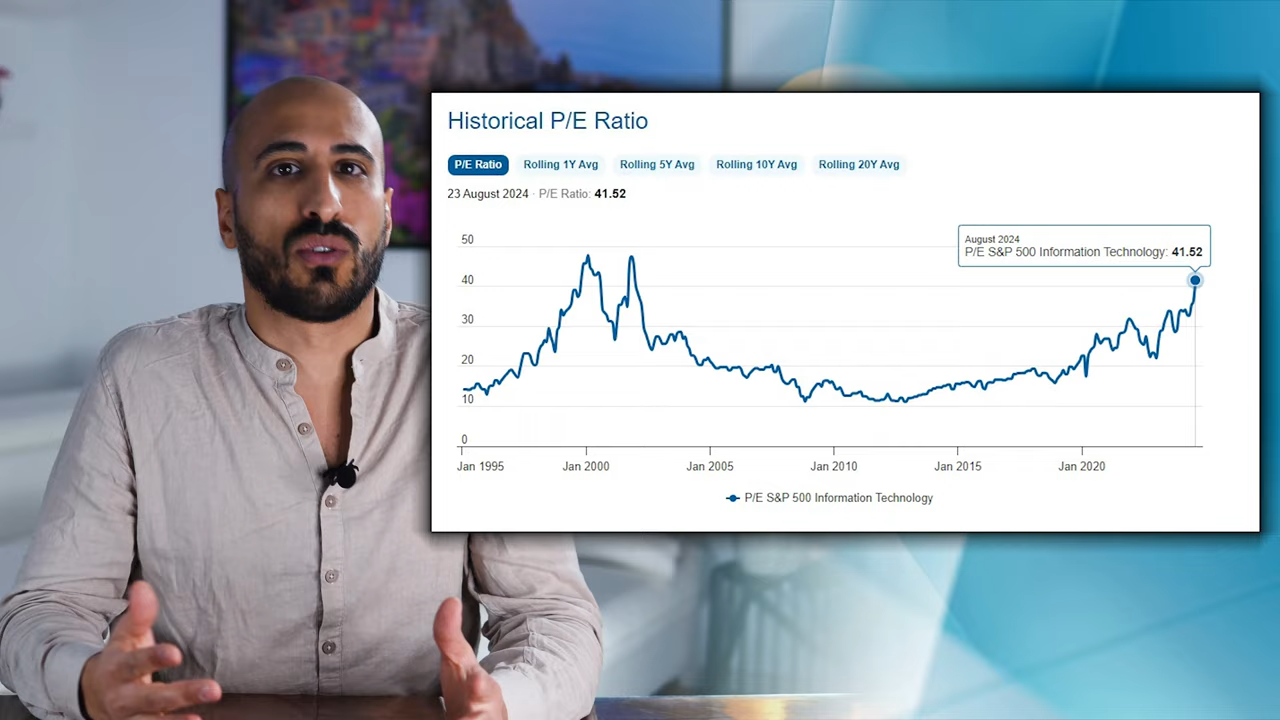 Historical P/E Ratio
P/E Ratio Rolling 1Y Avg Rolling 5Y Avg Rolling 10Y Avg Rolling 20Y Avg
23 August 2024 · P/E Ratio: 41.52
August 2024
P/E S&P 500 Information Technology: 41.52
50
40
30
20
10
0
Jan 1995 Jan 2000 Jan 2005 Jan 2010 Jan 2015 Jan 2020
P/E S&P 500 Information Technology